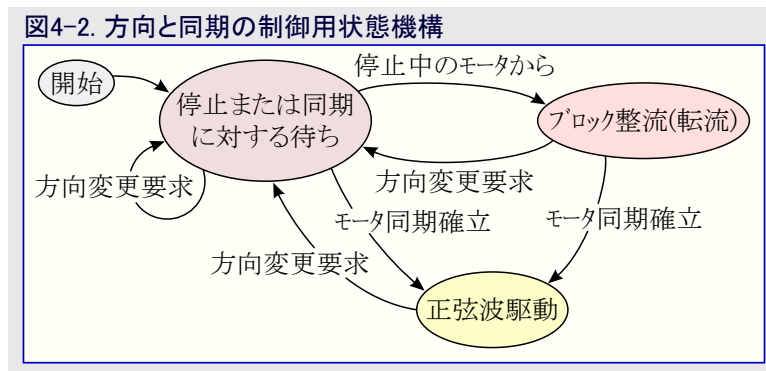 図4-2. 方向と同期の制御用状態機構
開始
停止または同期
に対する待ち
停止中のモータから
ブロック整流(転流)
方向変更要求
方向変更要求
モータ同期確立
モータ同期確立
方向変更要求
正弦波駆動